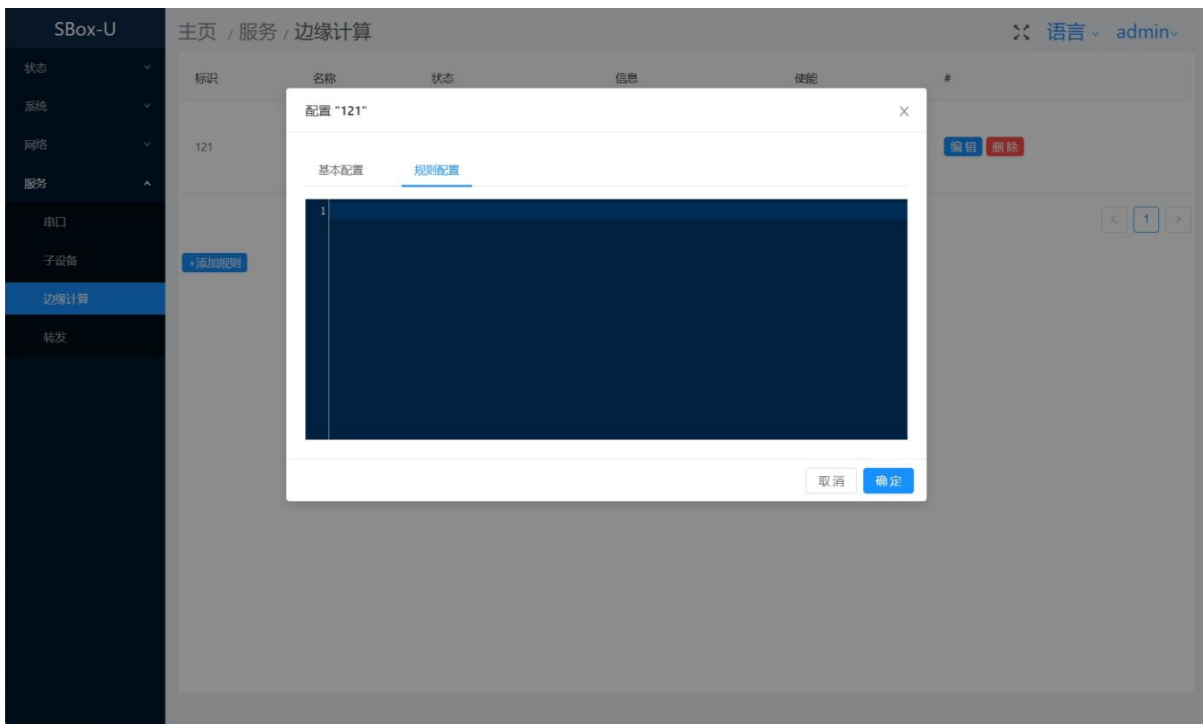 SBox-U
主页 / 服务 / 边缘计算
语言
admin
状态
系统
网络
服务
串口
子设备
边缘计算
转发
标识 名称 状态 信息 使能 #
121
编辑 删除
< 1 >
+添加规则
配置 "121"
×
基本配置 规则配置
1
取消 确定